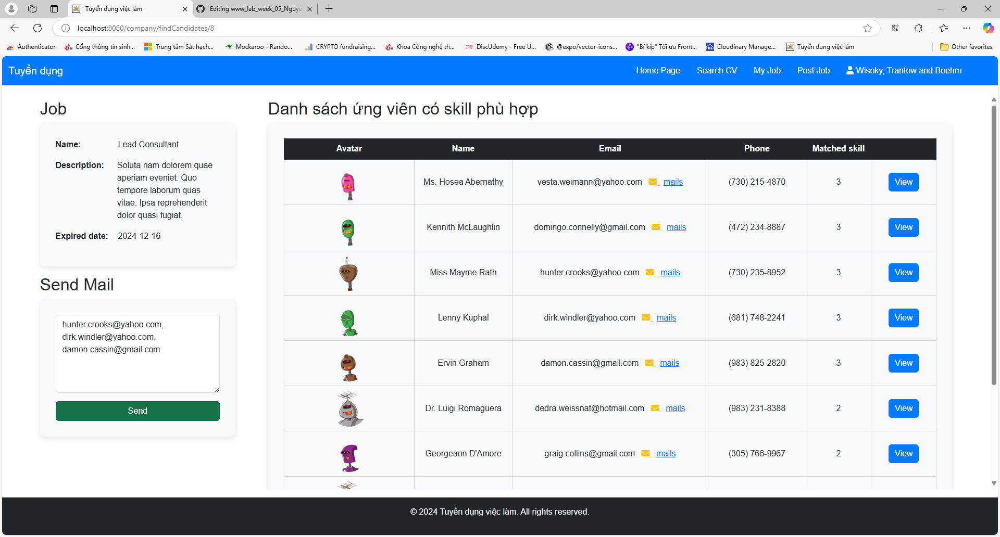 Tuyển dụng việc làm
Editing www_lab_week_05_Nguye
localhost:8080/company/findCandidates/8
Authenticator
Cổng thông tin sinh...
Trung tâm Sát hạch...
Mockaroo - Rando...
CRYPTO fundraising...
Khoa Công nghệ th...
DU
DiscUdemy - Free U...
@expo/vector-icons...
"Bí kíp" Tối ưu Front...
Cloudinary Manage...
Tuyển dụng việc làm
Other favorites
Tuyển dụng
Home Page
Search CV
My Job
Post Job
Wisoky, Trantow and Boehm
Job
Name: Lead Consultant
Description: Soluta nam dolorem quae
aperiam eveniet. Quo
tempore laborum quas
vitae. Ipsa reprehenderit
dolor quasi fugiat.
Expired date: 2024-12-16
Send Mail
hunter.crooks@yahoo.com,
dirk.windler@yahoo.com,
damon.cassin@gmail.com
Send
Danh sách ứng viên có skill phù hợp
Avatar Name Email Phone Matched skill
Ms. Hosea Abernathy vesta.weimann@yahoo.com mails (730) 215-4870 3 View
Kennith McLaughlin domingo.connelly@gmail.com mails (472) 234-8887 3 View
Miss Mayme Rath hunter.crooks@yahoo.com mails (730) 235-8952 3 View
Lenny Kuphal dirk.windler@yahoo.com mails (681) 748-2241 3 View
Ervin Graham damon.cassin@gmail.com mails (983) 825-2820 3 View
Dr. Luigi Romaguera dedra.weissnat@hotmail.com mails (983) 231-8388 2 View
Georgeann D'Amore graig.collins@gmail.com mails (305) 766-9967 2 View
© 2024 Tuyển dụng việc làm. All rights reserved.